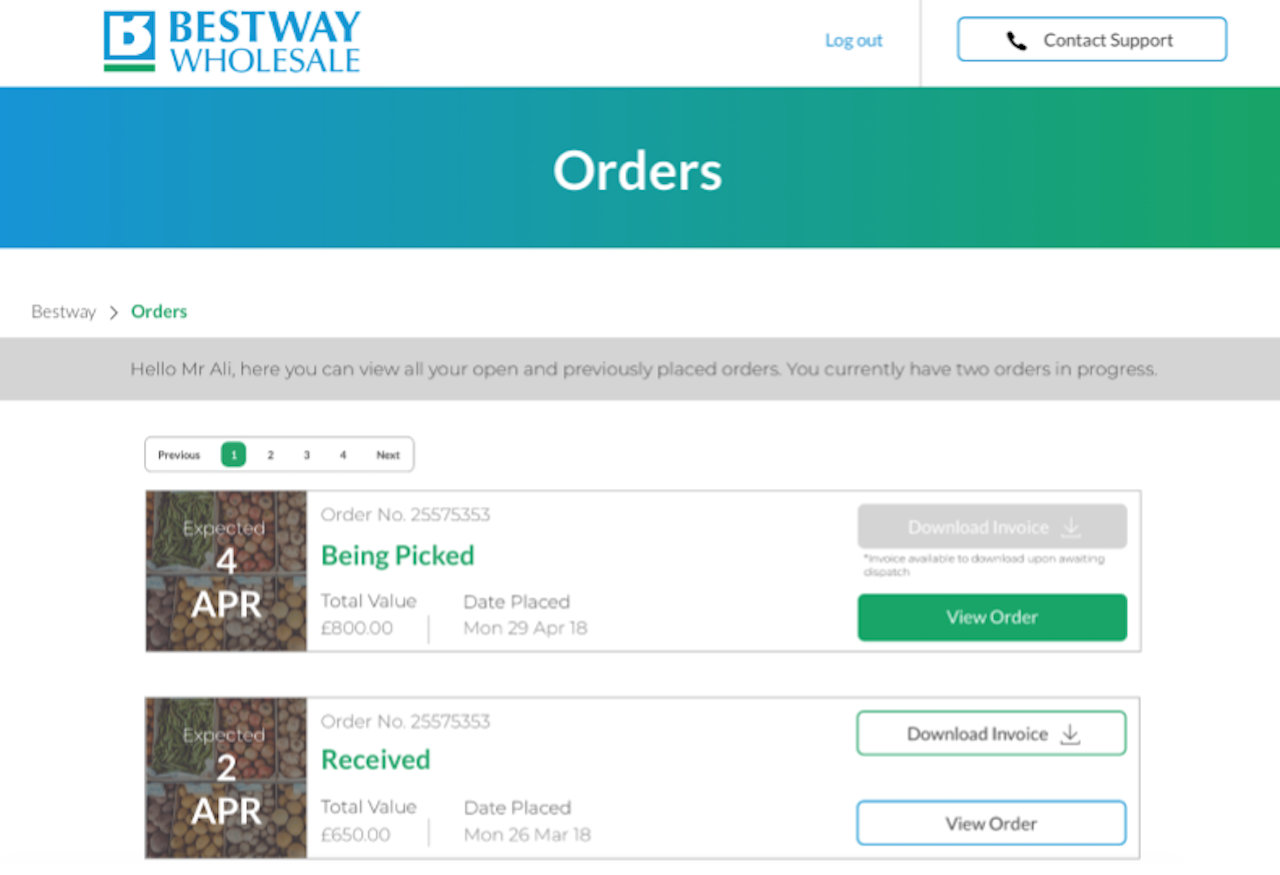 BESTWAY
WHOLESALE
Log out
Contact Support
Orders
Bestway > Orders
Hello Mr Ali, here you can view all your open and previously placed orders. You currently have two orders in progress.
Previous 1 2 3 4 Next
Expected
4
APR
Order No. 25575353
Being Picked
Total Value
£800.00
Date Placed
Mon 29 Apr 18
Download Invoice
*Invoice available to download upon awaiting
dispatch
View Order
Expected
2
APR
Order No. 25575353
Received
Total Value
£650.00
Date Placed
Mon 26 Mar 18
Download Invoice
View Order